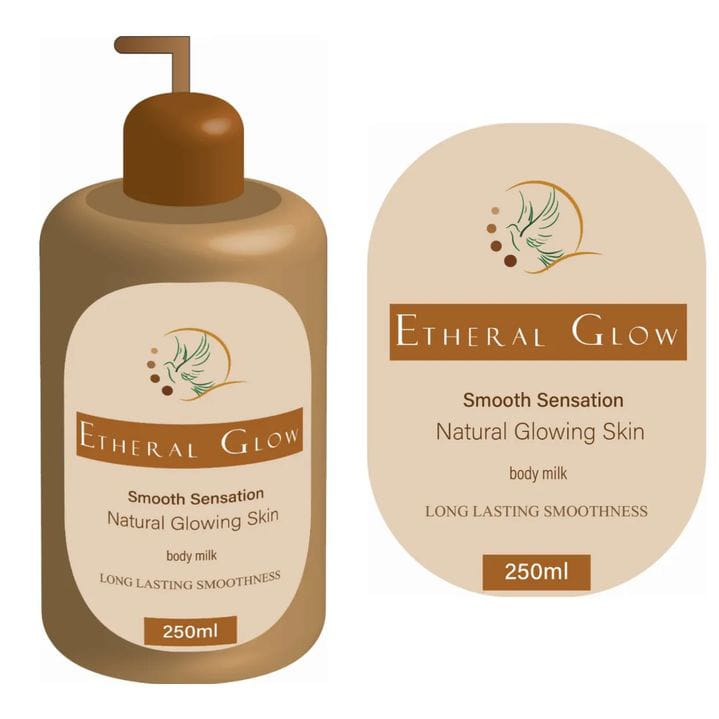 ETHERAL GLOW
Smooth Sensation
Natural Glowing Skin
body milk
LONG LASTING SMOOTHNESS
250ml
ETHERAL GLOW
Smooth Sensation
Natural Glowing Skin
body milk
LONG LASTING SMOOTHNESS
250ml